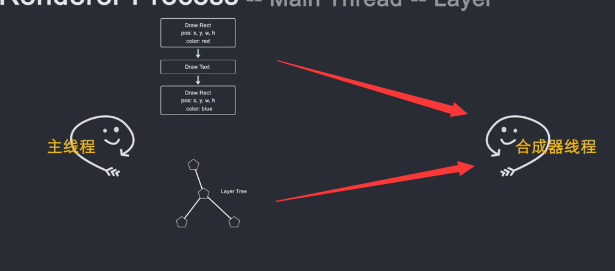 Renderer Process -- Main Thread -- Layer
Draw Rect
pos: x, y, w, h
color: red
Draw Text
Draw Rect
pos: x, y, w, h
color: blue
主线程
合成器线程
Layer Tree